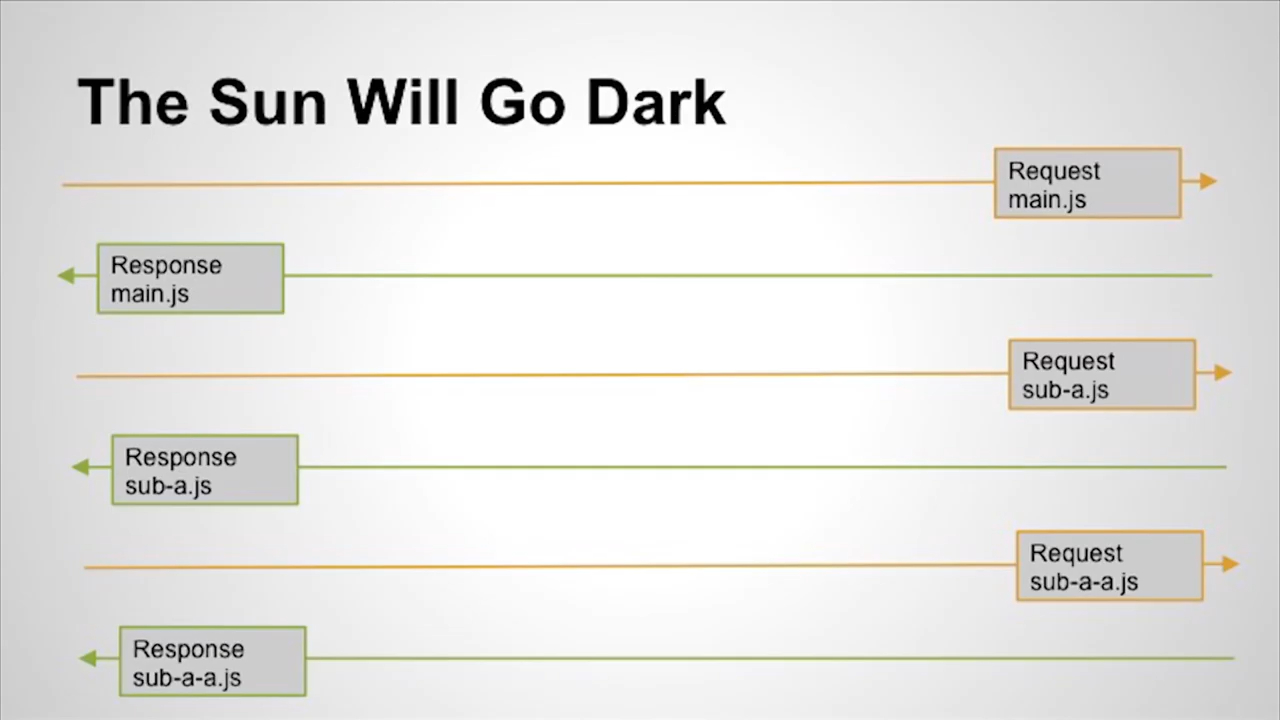 The Sun Will Go Dark
Request
main.js
Response
main.js
Request
sub-a.js
Response
sub-a.js
Request
sub-a-a.js
Response
sub-a-a.js